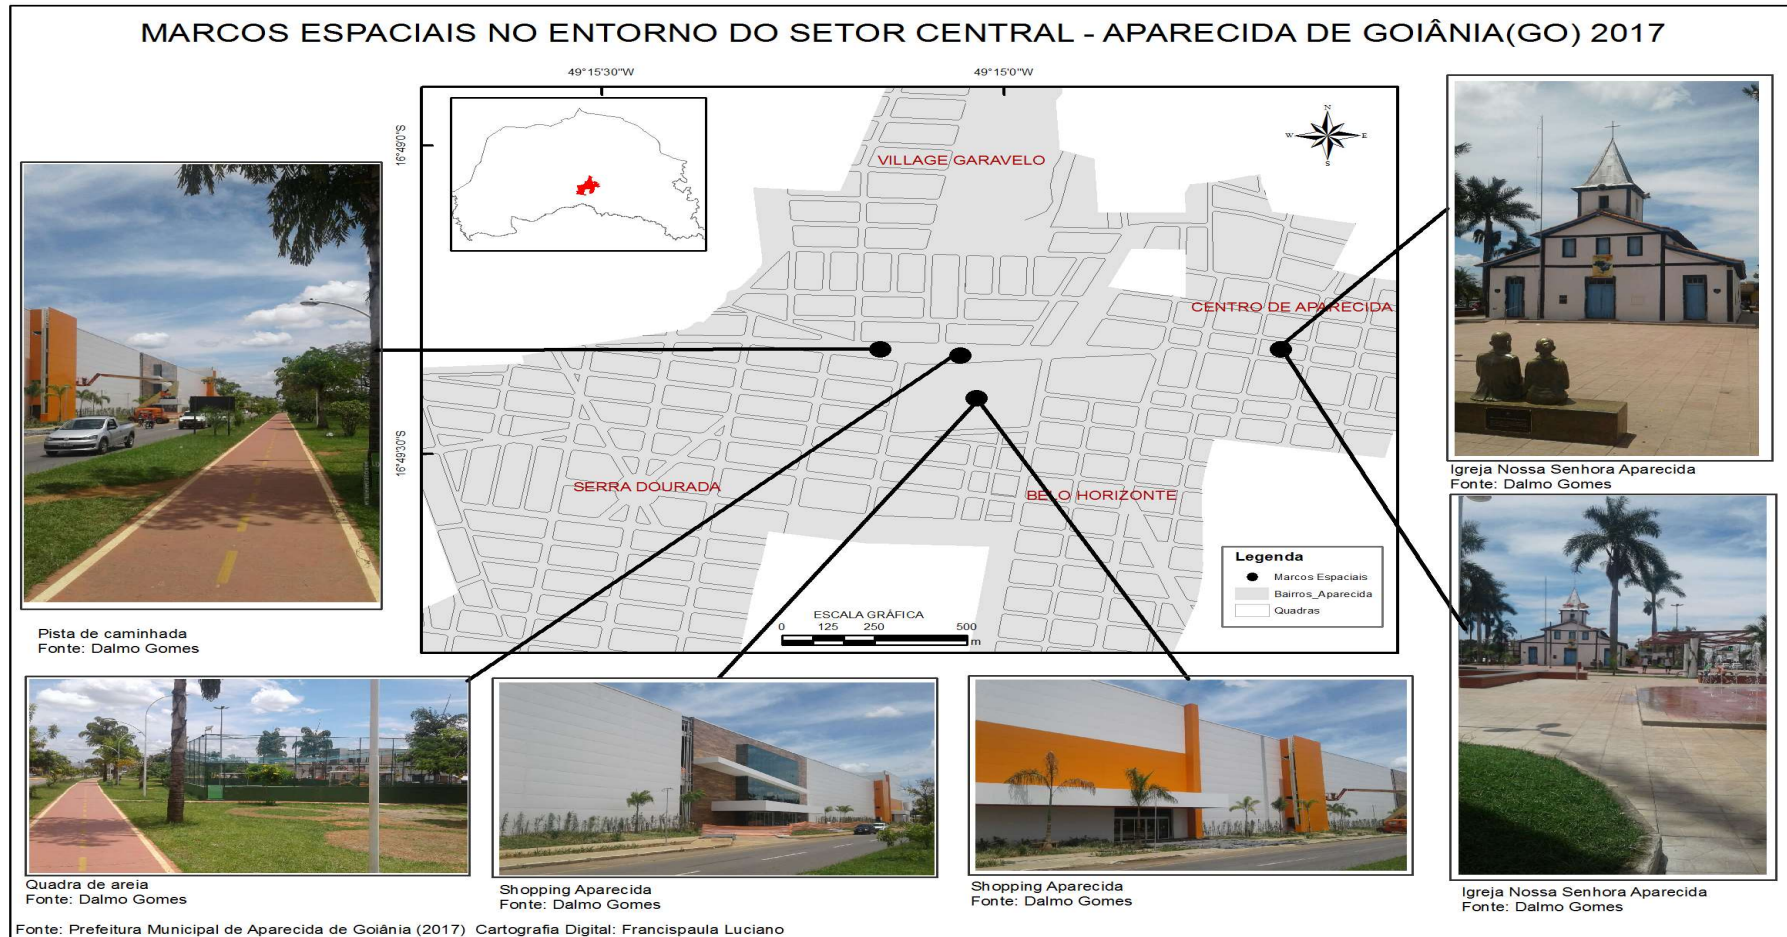 MARCOS ESPACIAIS NO ENTORNO DO SETOR CENTRAL - APARECIDA DE GOIÂNIA(GO) 2017
49°15'30"W
49°15'0"W
16°49'0"S
16°49'30"S
N
W
E
S
VILLAGE GARAVELO
CENTRO DE APARECIDA
SERRA DOURADA
BELO HORIZONTE
Legenda
Marcos Espaciais
Bairros_Aparecida
Quadras
ESCALA GRÁFICA
0 125 250 500
m
Pista de caminhada
Fonte: Dalmo Gomes
Igreja Nossa Senhora Aparecida
Fonte: Dalmo Gomes
Quadra de areia
Fonte: Dalmo Gomes
Shopping Aparecida
Fonte: Dalmo Gomes
Shopping Aparecida
Fonte: Dalmo Gomes
Igreja Nossa Senhora Aparecida
Fonte: Dalmo Gomes
Fonte: Prefeitura Municipal de Aparecida de Goiânia (2017) Cartografia Digital: Francispaula Luciano